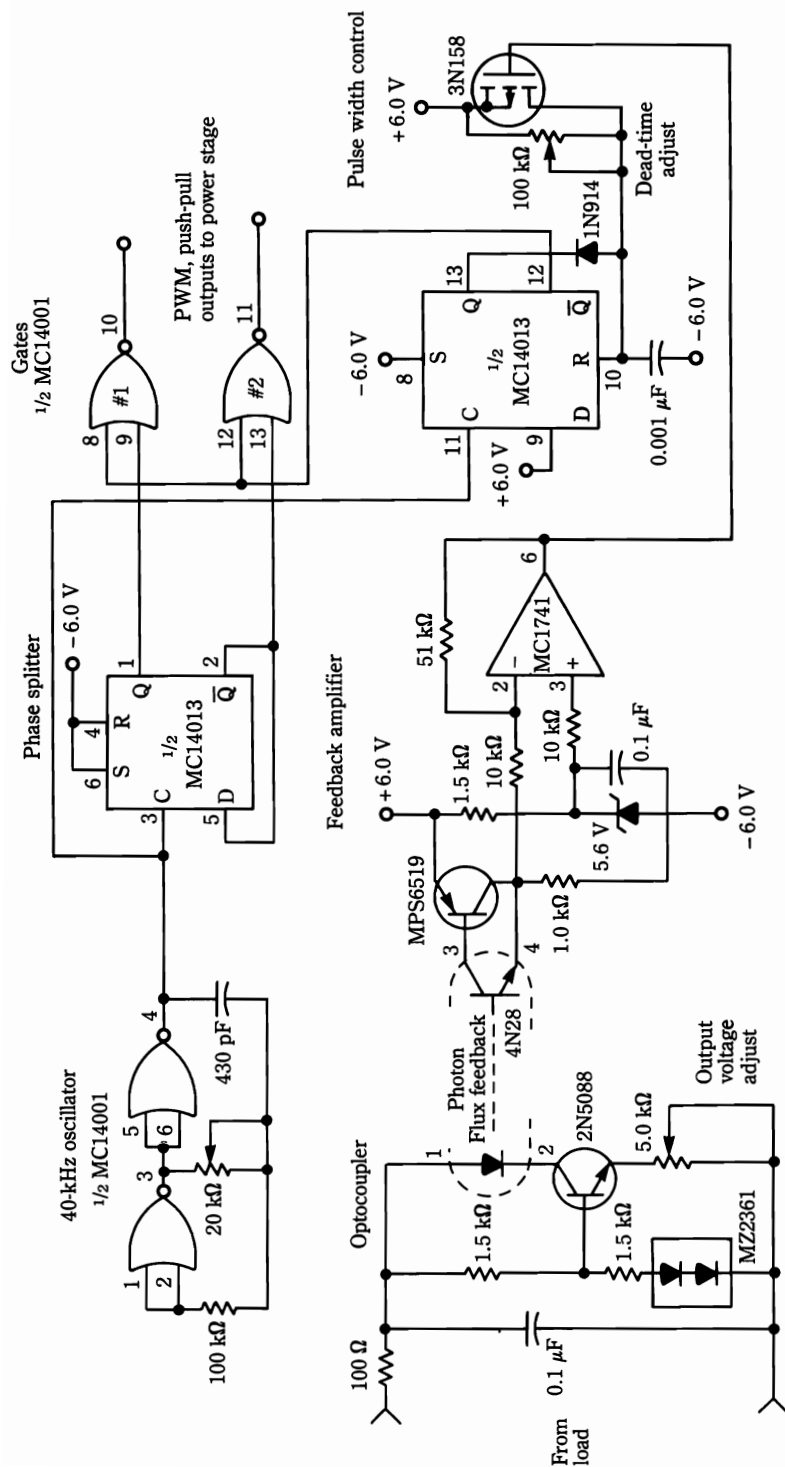 40-kHz oscillator
½ MC14001
1
2
3
5
6
4
100 kΩ
20 kΩ
430 pF
Phase splitter
-6.0 V
6
4
S
R
3
C
½
MC14013
Q
1
5
D
Q̅
2
Gates
½ MC14001
8
9
#1
10
PWM, push-pull
outputs to power stage
12
13
#2
11
Optocoupler
100 Ω
From
load
0.1 μF
1.5 kΩ
1.5 kΩ
MZ2361
1
2
Photon
Flux feedback
2N5088
5.0 kΩ
Output
voltage
adjust
4N28
3
4
Feedback amplifier
MPS6519
+6.0 V
1.5 kΩ
1.0 kΩ
5.6 V
10 kΩ
10 kΩ
0.1 μF
-6.0 V
51 kΩ
2
-
MC1741
3
+
6
Pulse width control
-6.0 V
8
S
11
C
+6.0 V
9
D
½
MC14013
Q
13
Q̅
12
R
10
0.001 μF
-6.0 V
1N914
100 kΩ
Dead-time
adjust
+6.0 V
3N158